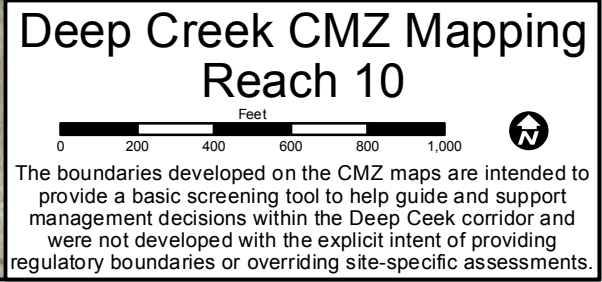 Deep Creek CMZ Mapping
Reach 10
Feet
0 200 400 600 800 1,000
N
The boundaries developed on the CMZ maps are intended to
provide a basic screening tool to help guide and support
management decisions within the Deep Ceek corridor and
were not developed with the explicit intent of providing
regulatory boundaries or overriding site-specific assessments.